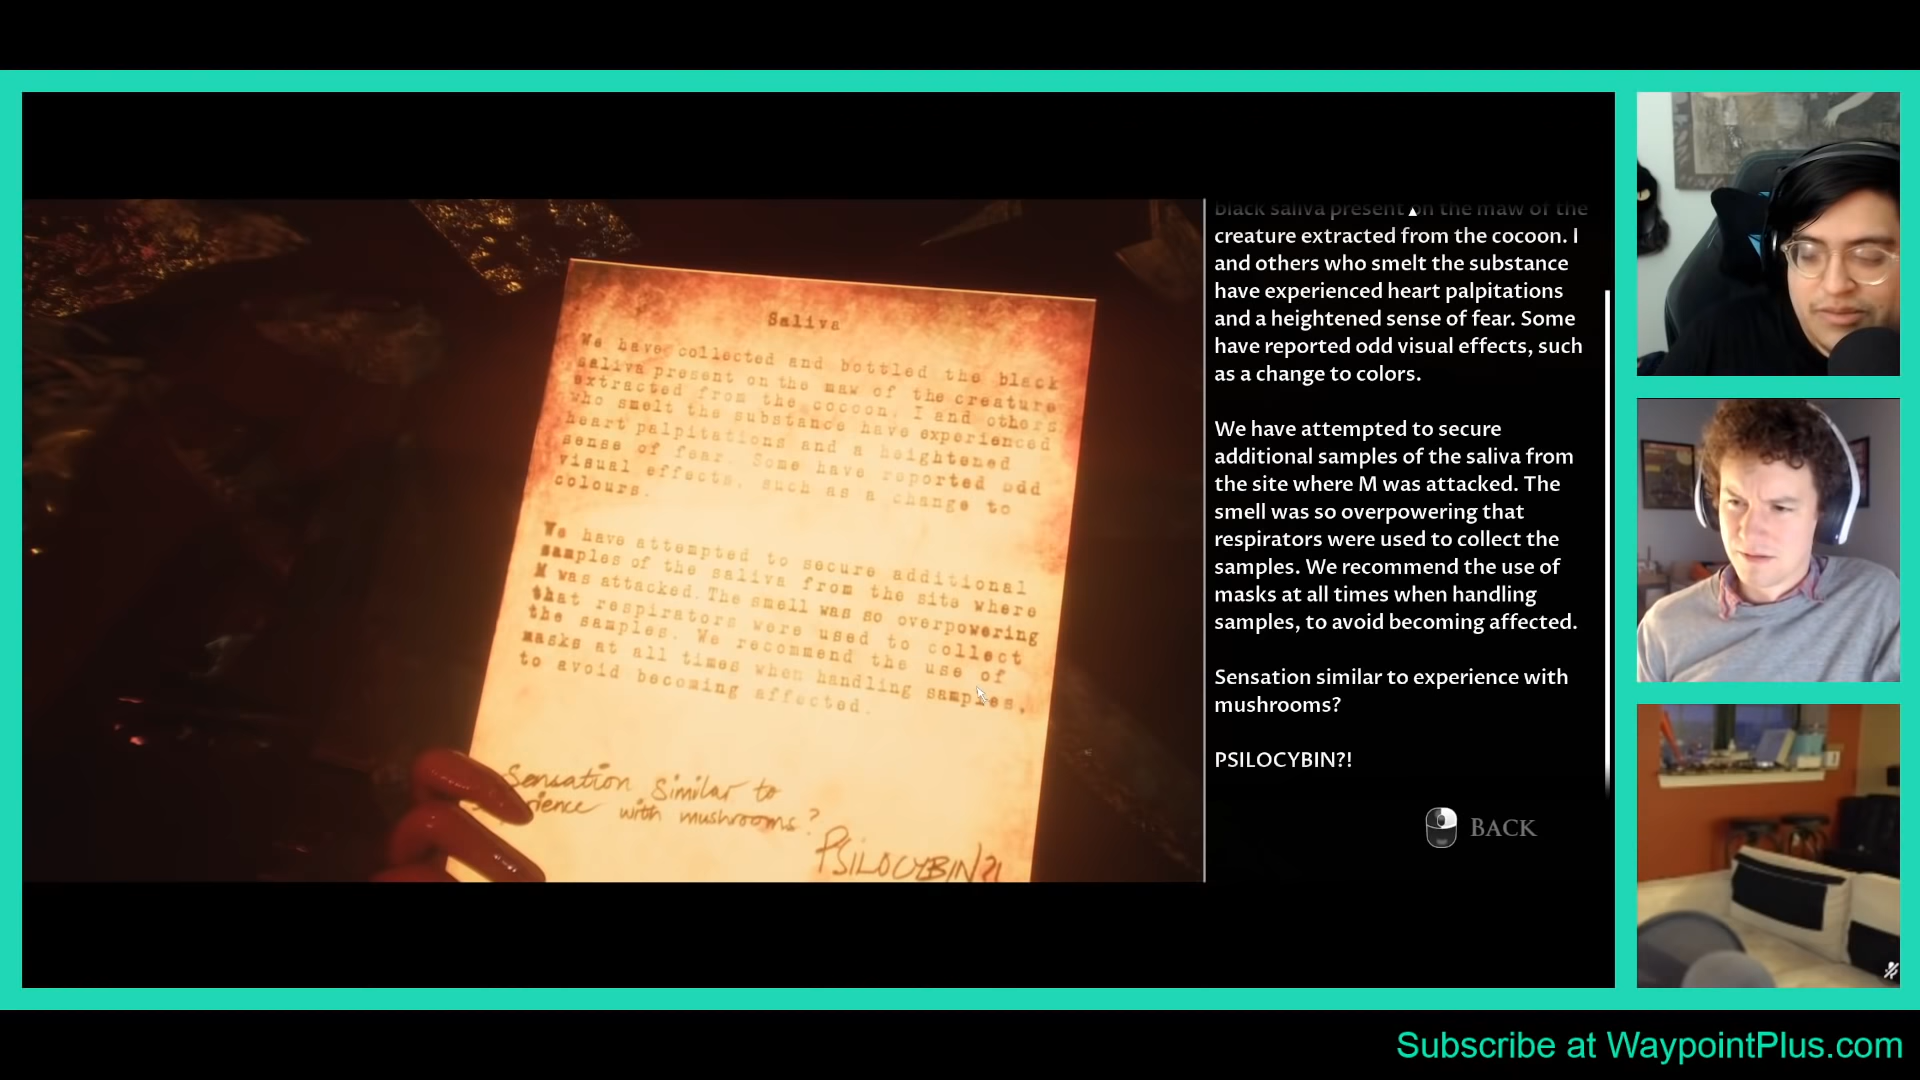 Saliva
We have collected and bottled the black
saliva present on the maw of the creature
extracted from the cocoon. I and others
who smelt the substance have experienced
heart palpitations and a heightened
sense of fear. Some have reported odd
visual effects, such as a change to
colours.
We have attempted to secure additional
samples of the saliva from the site where
M was attacked. The smell was so overpowering
that respirators were used to collect
the samples. We recommend the use of
masks at all times when handling samples,
to avoid becoming affected.
Sensation similar to
rience with mushrooms?
PSILOCYBIN?!
black saliva present on the maw of the
creature extracted from the cocoon. I
and others who smelt the substance
have experienced heart palpitations
and a heightened sense of fear. Some
have reported odd visual effects, such
as a change to colors.
We have attempted to secure
additional samples of the saliva from
the site where M was attacked. The
smell was so overpowering that
respirators were used to collect the
samples. We recommend the use of
masks at all times when handling
samples, to avoid becoming affected.
Sensation similar to experience with
mushrooms?
PSILOCYBIN?!
BACK
Subscribe at WaypointPlus.com